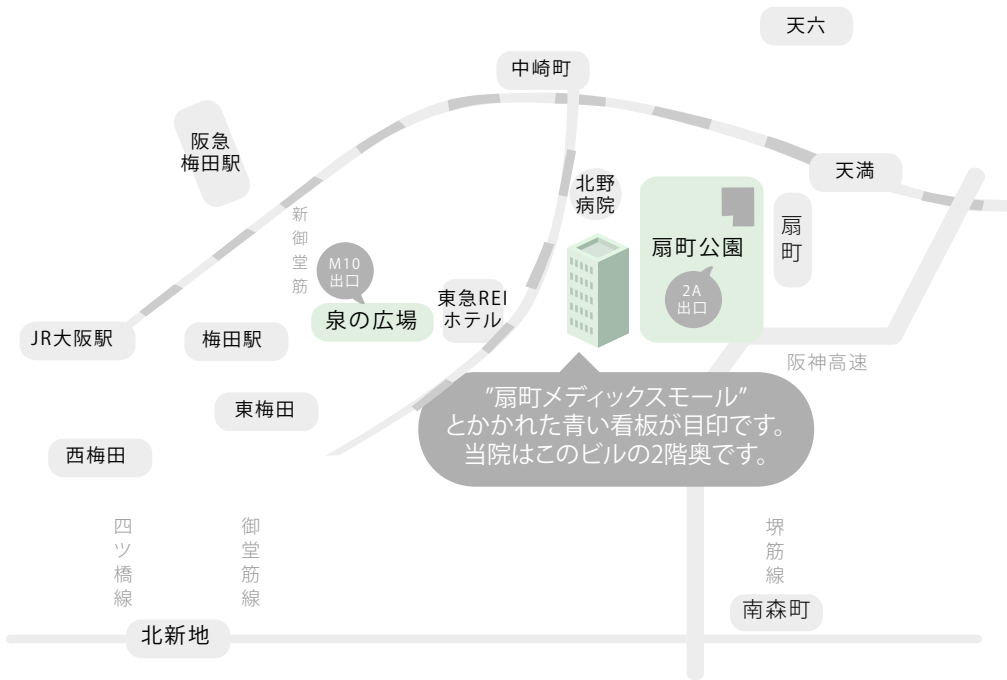 天六
中崎町
阪急
梅田駅
天満
北野
病院
新御堂筋
扇町公園
扇町
M10
出口
2A
出口
東急REI
ホテル
泉の広場
JR大阪駅
梅田駅
阪神高速
"扇町メディックスモール"
とかかれた青い看板が目印です。
当院はこのビルの2階奥です。
東梅田
西梅田
四ツ橋線
御堂筋線
堺筋線
南森町
北新地